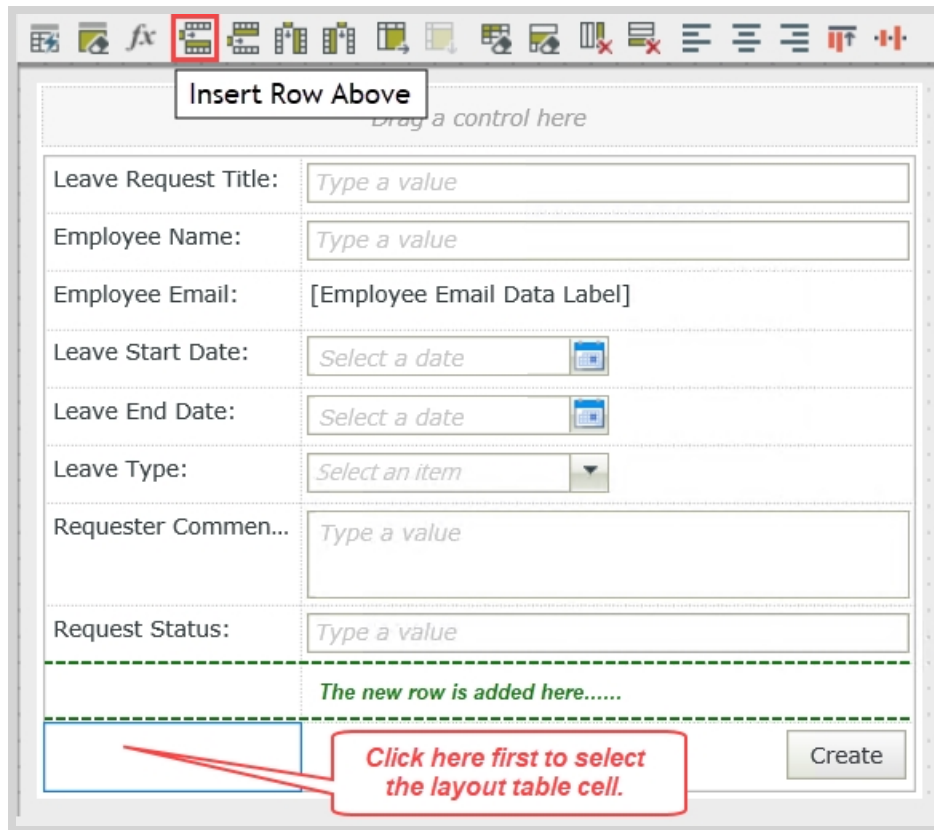 fx
Insert Row Above
Drag a control here
Leave Request Title: Type a value
Employee Name: Type a value
Employee Email: [Employee Email Data Label]
Leave Start Date: Select a date
Leave End Date: Select a date
Leave Type: Select an item
Requester Commen... Type a value
Request Status: Type a value
The new row is added here......
Click here first to select
the layout table cell.
Create